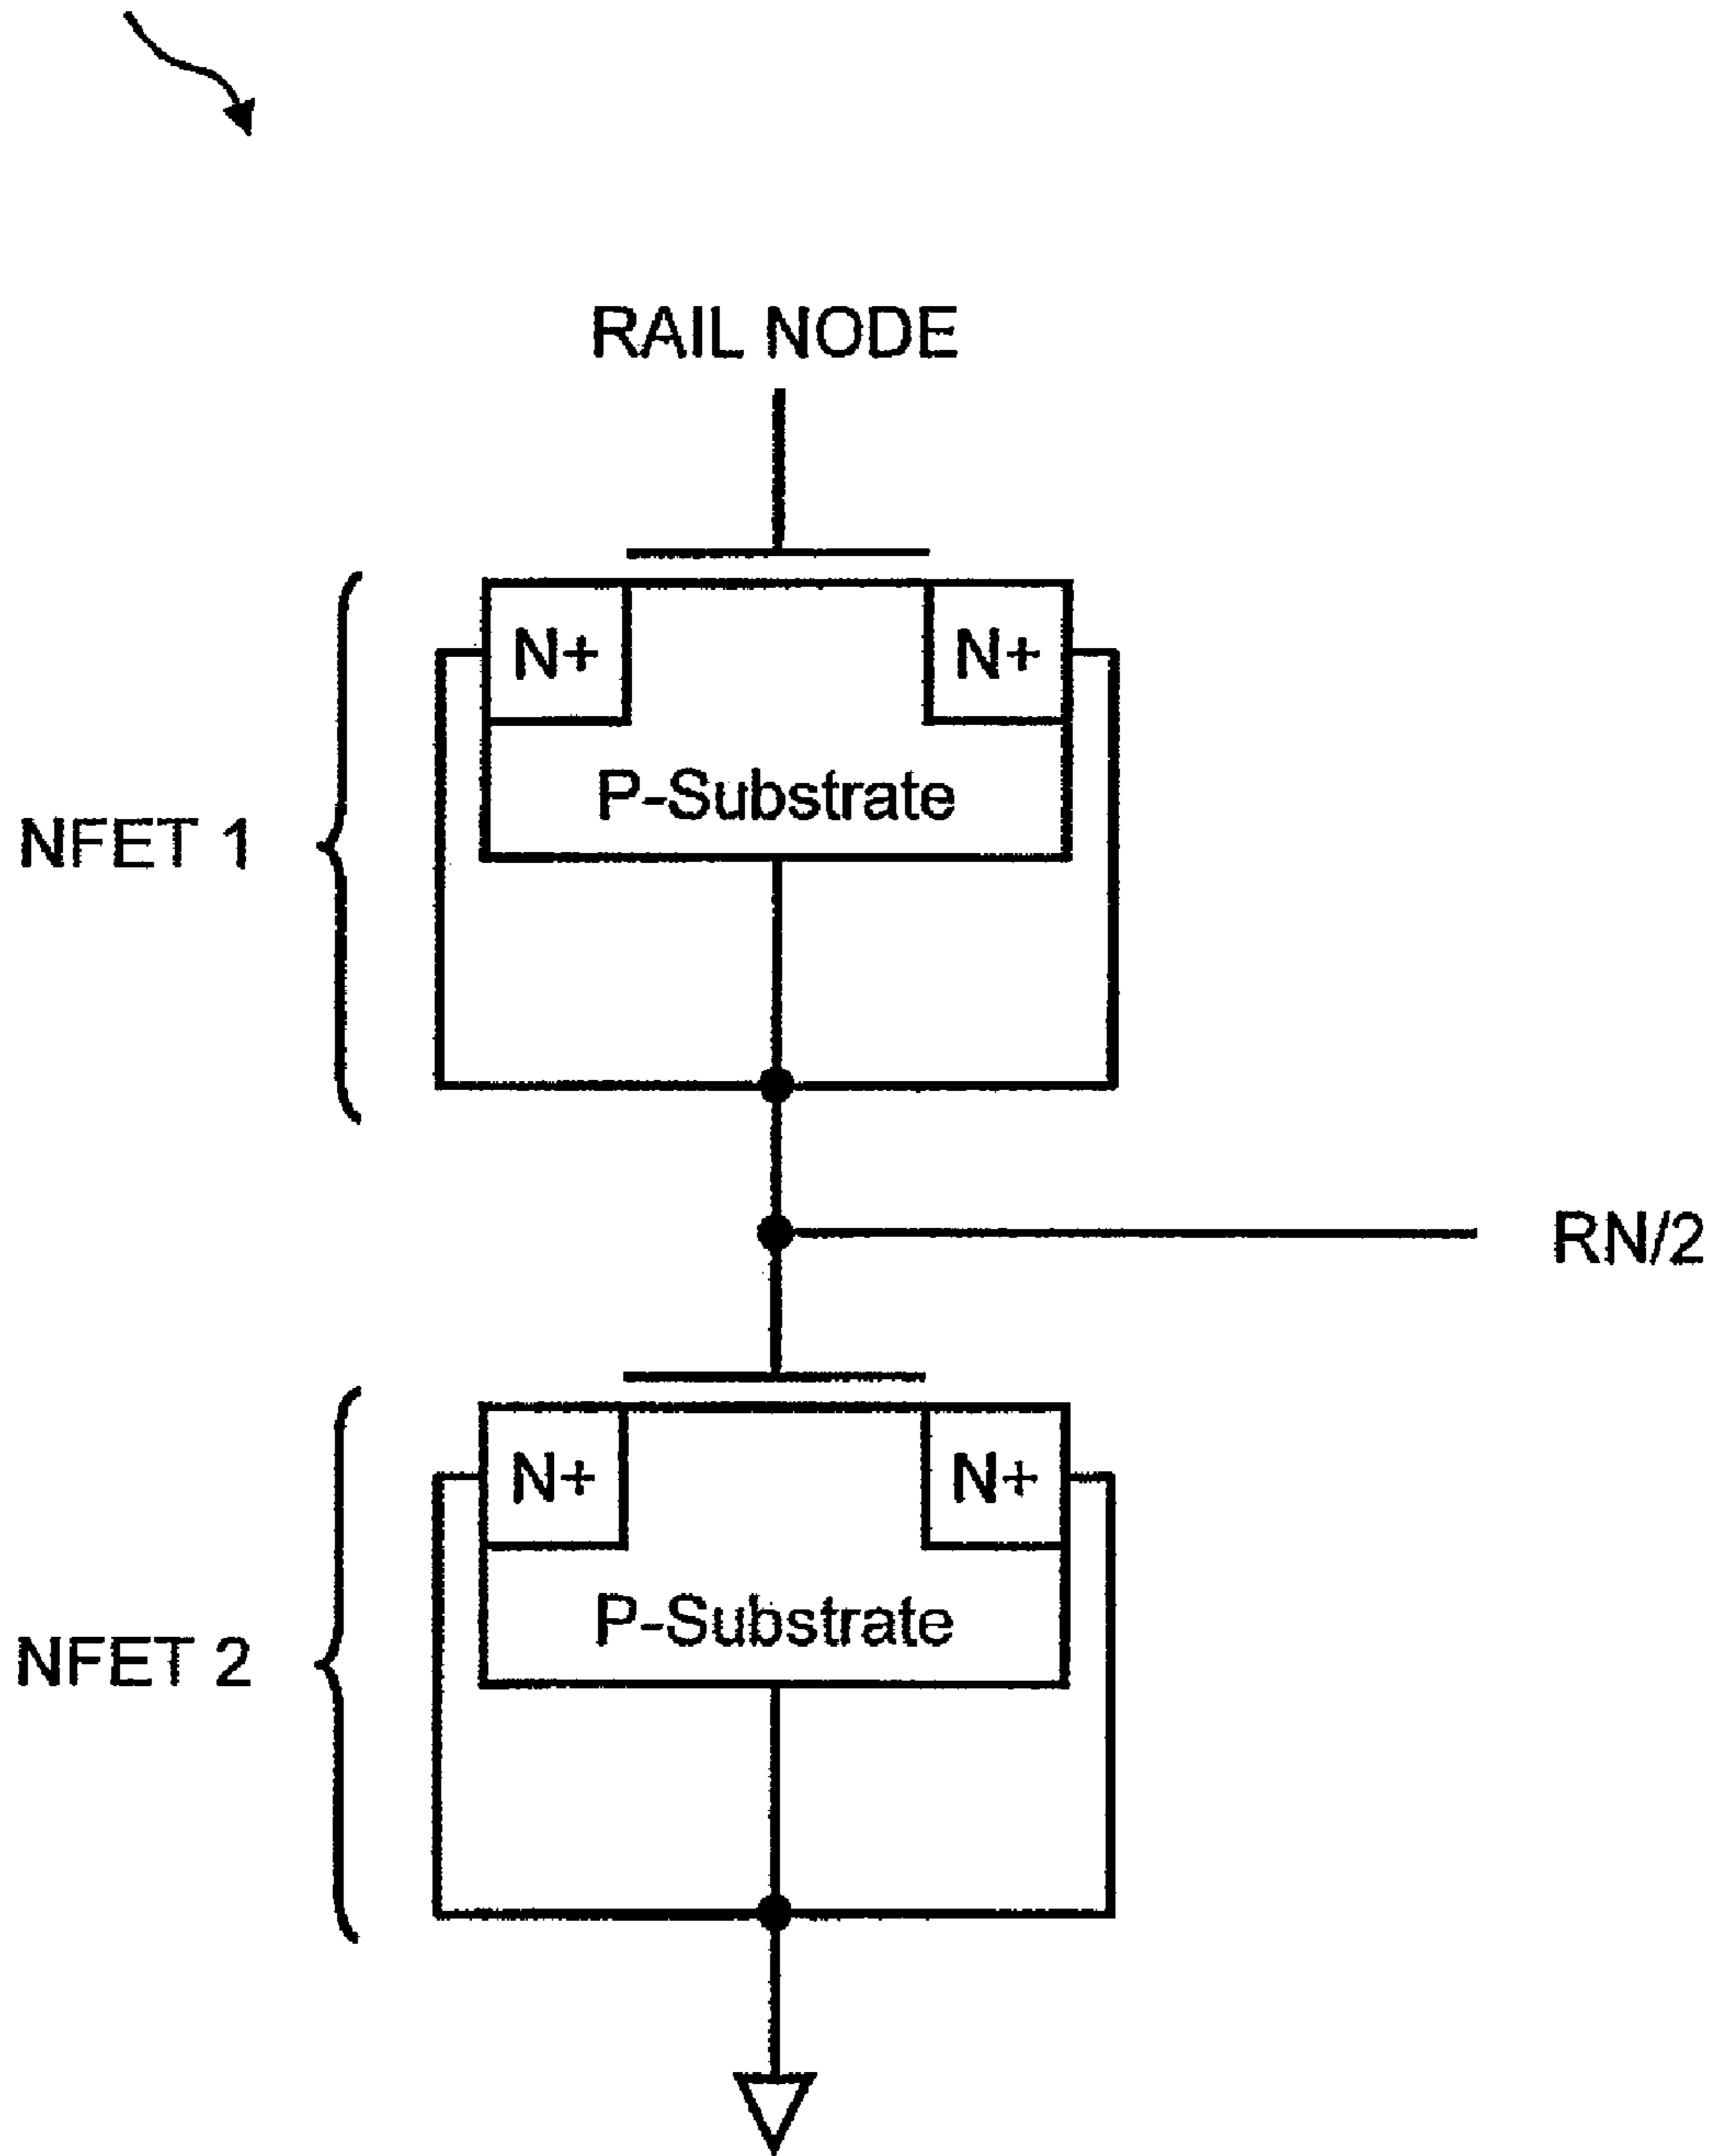 RAIL NODE
N+ N+
P-Substrate
NFET 1
RN/2
N+ N+
P-Substrate
NFET 2